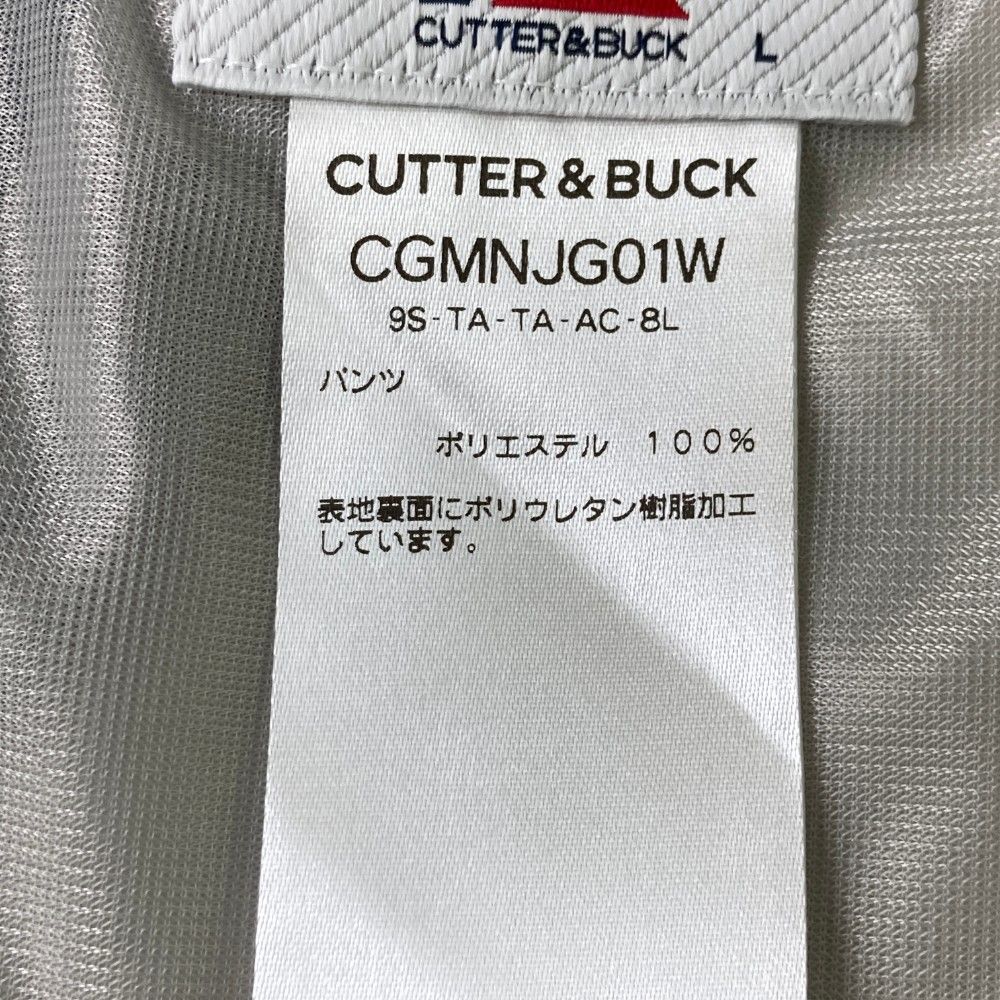 CUTTER&BUCK L
CUTTER & BUCK
CGMNJG01W
9S-TA-TA-AC-8L
パンツ
ポリエステル 100%
表地裏面にポリウレタン樹脂加工
しています。